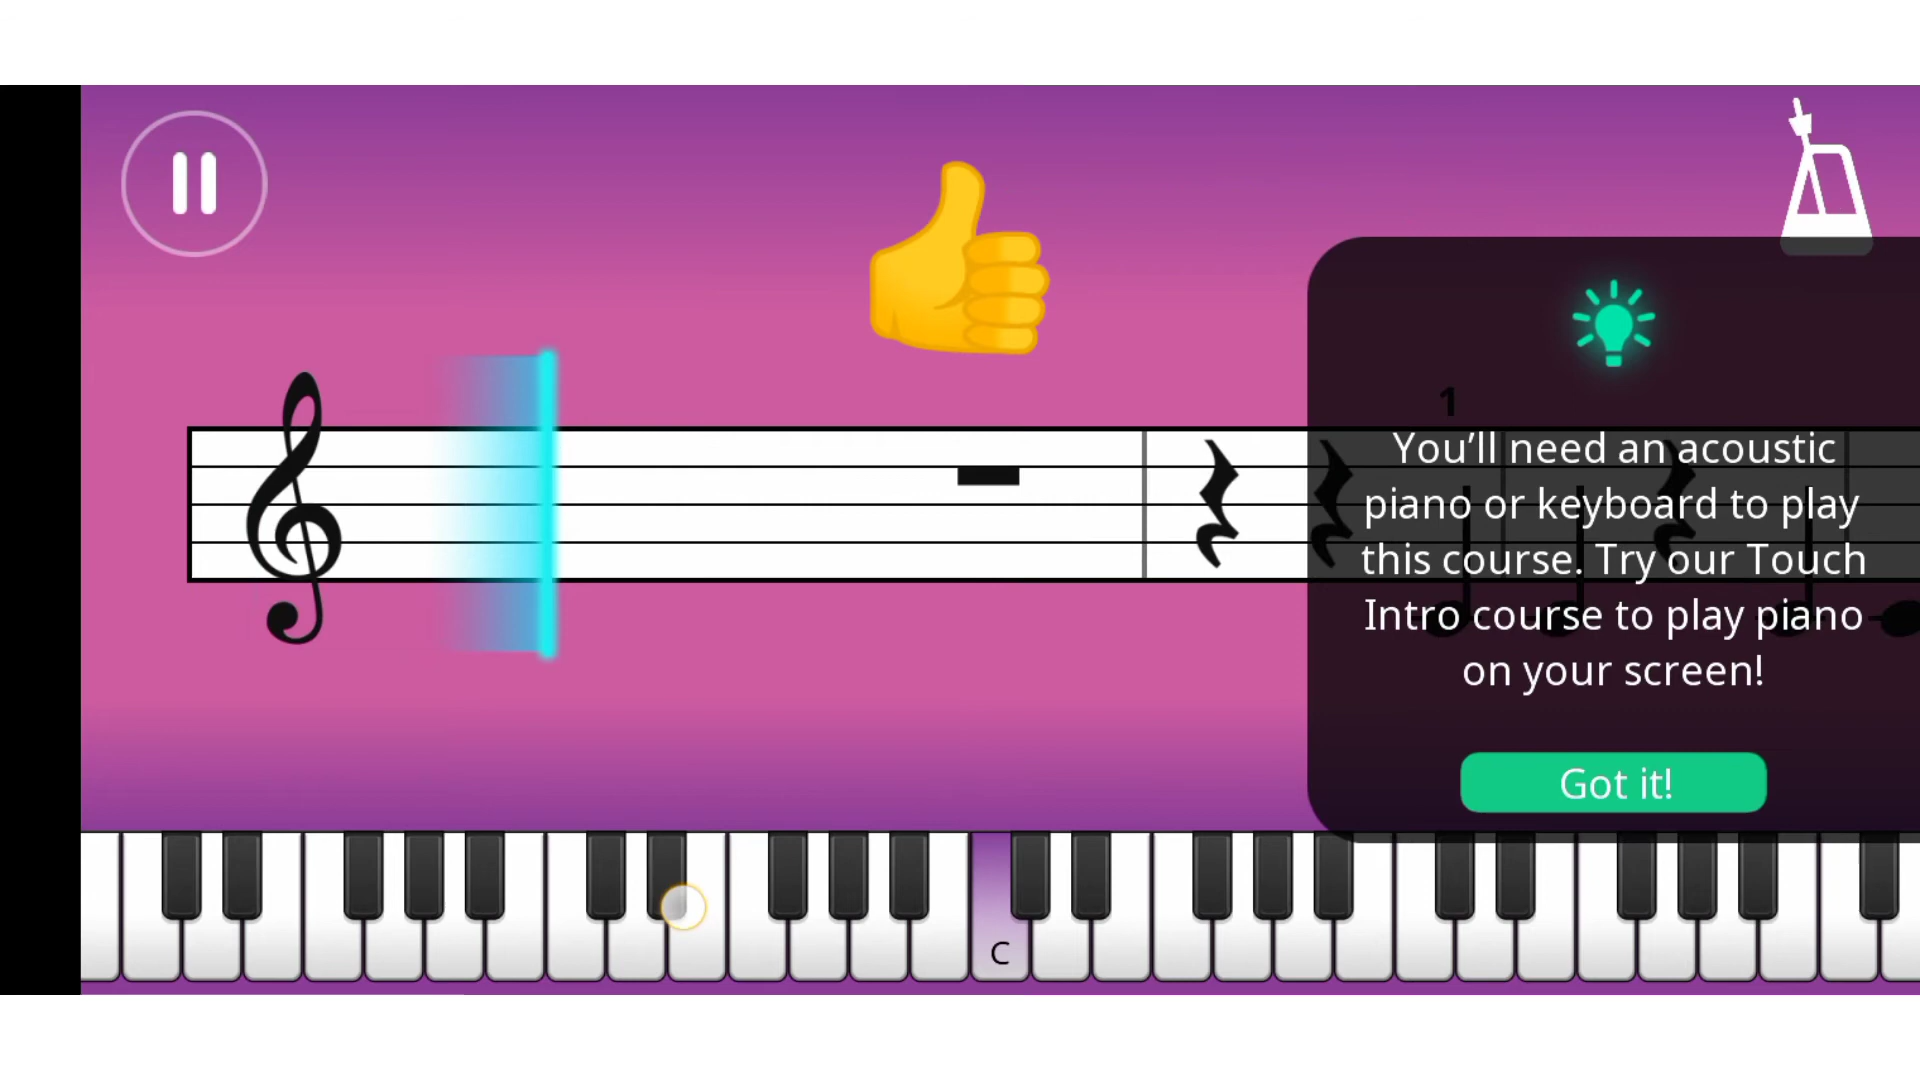 1
You’ll need an acoustic
piano or keyboard to play
this course. Try our Touch
Intro course to play piano
on your screen!
Got it!
C